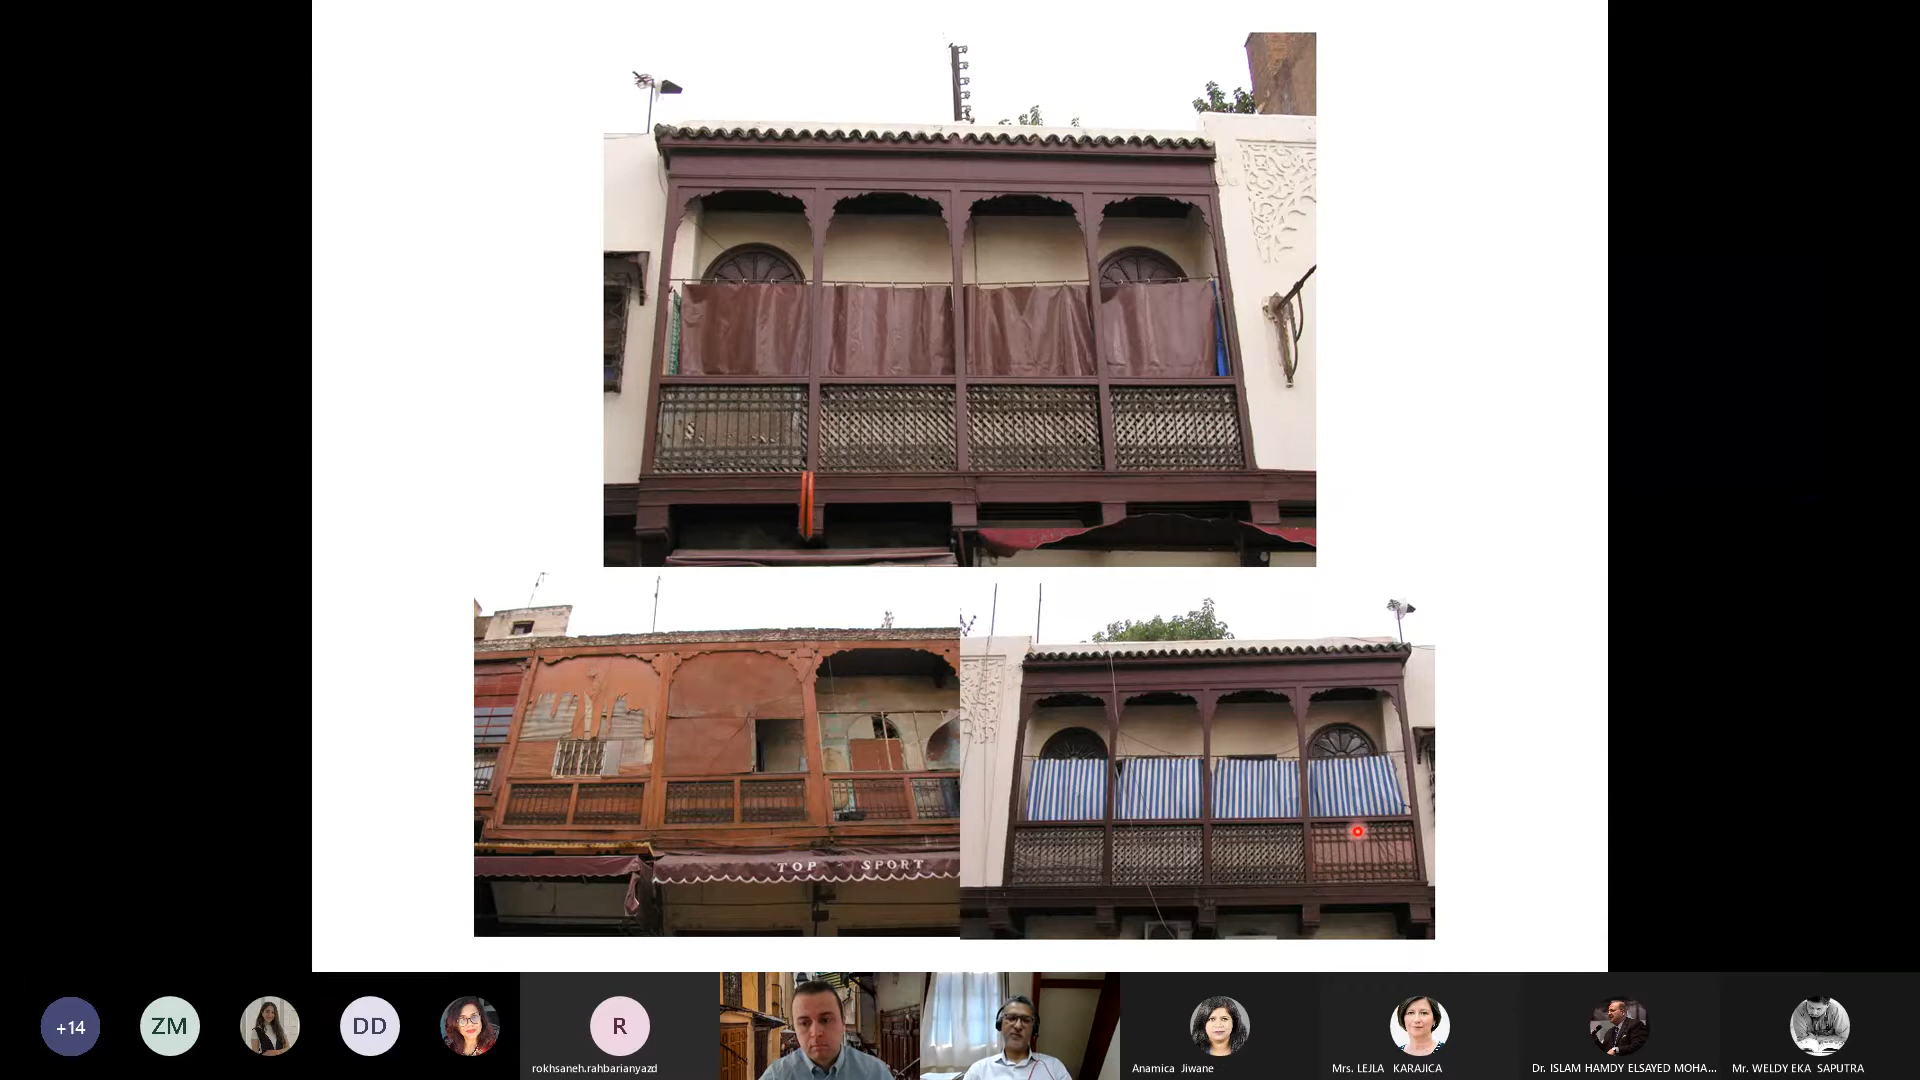 TOP SPORT
+14
ZM
DD
R
rokhsaneh.rahbarianyazd
Anamica Jiwane
Mrs. LEJLA KARAJICA
Dr. ISLAM HAMDY ELSAYED MOHA...
Mr. WELDY EKA SAPUTRA